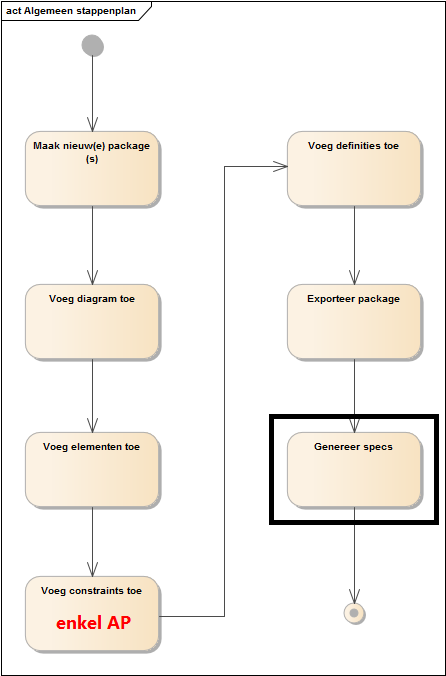 act Algemeen stappenplan
Maak nieuw(e) package
(s)
Voeg diagram toe
Voeg elementen toe
Voeg constraints toe
enkel AP
Voeg definities toe
Exporteer package
Genereer specs